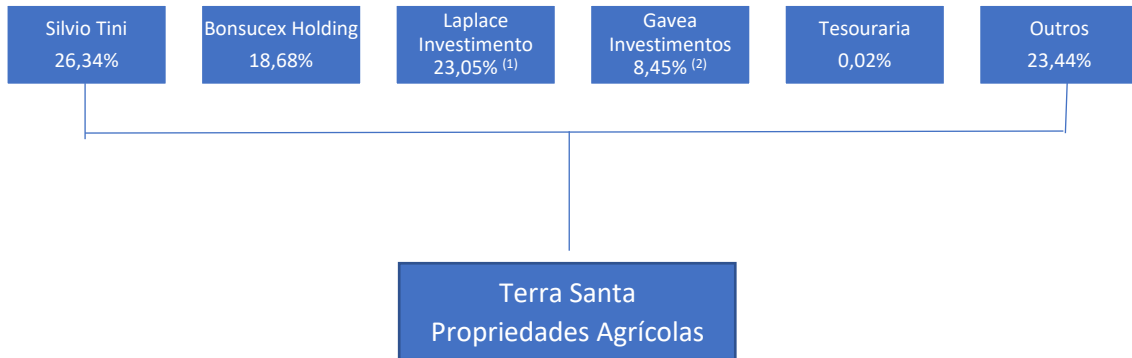 Silvio Tini
26,34%
Bonsucex Holding
18,68%
Laplace
Investimento
23,05% (1)
Gavea
Investimentos
8,45% (2)
Tesouraria
0,02%
Outros
23,44%
Terra Santa
Propriedades Agrícolas